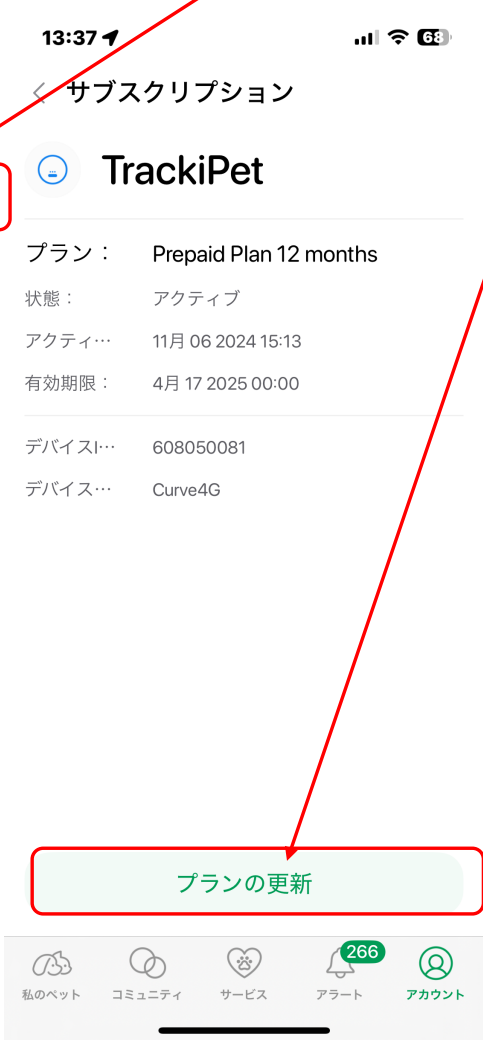 13:37
68
サブスクリプション
TrackiPet
プラン： Prepaid Plan 12 months
状態： アクティブ
アクティ… 11月 06 2024 15:13
有効期限： 4月 17 2025 00:00
デバイスI… 608050081
デバイス… Curve4G
プランの更新
266
私のペット コミュニティ サービス アラート アカウント